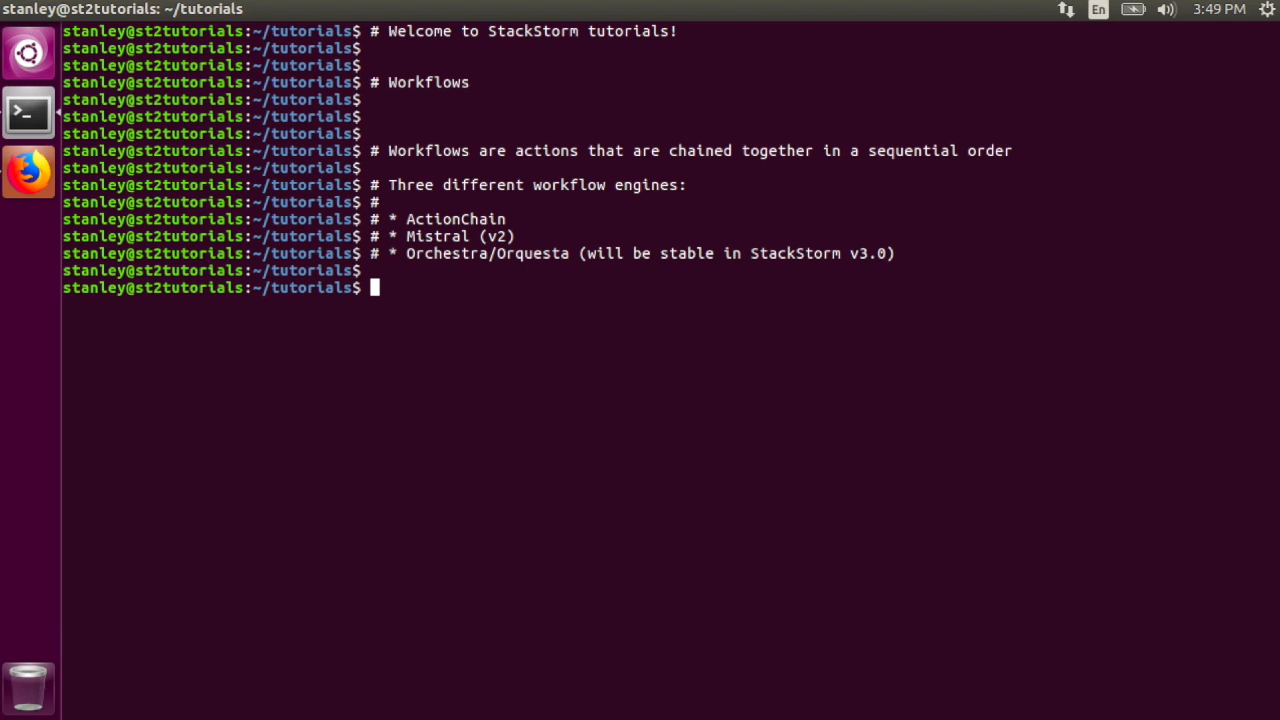 stanley@st2tutorials: ~/tutorials
En
3:49 PM
stanley@st2tutorials:~/tutorials$ # Welcome to StackStorm tutorials!
stanley@st2tutorials:~/tutorials$
stanley@st2tutorials:~/tutorials$
stanley@st2tutorials:~/tutorials$ # Workflows
stanley@st2tutorials:~/tutorials$
stanley@st2tutorials:~/tutorials$
stanley@st2tutorials:~/tutorials$
stanley@st2tutorials:~/tutorials$ # Workflows are actions that are chained together in a sequential order
stanley@st2tutorials:~/tutorials$
stanley@st2tutorials:~/tutorials$ # Three different workflow engines:
stanley@st2tutorials:~/tutorials$ #
stanley@st2tutorials:~/tutorials$ # * ActionChain
stanley@st2tutorials:~/tutorials$ # * Mistral (v2)
stanley@st2tutorials:~/tutorials$ # * Orchestra/Orquesta (will be stable in StackStorm v3.0)
stanley@st2tutorials:~/tutorials$
stanley@st2tutorials:~/tutorials$